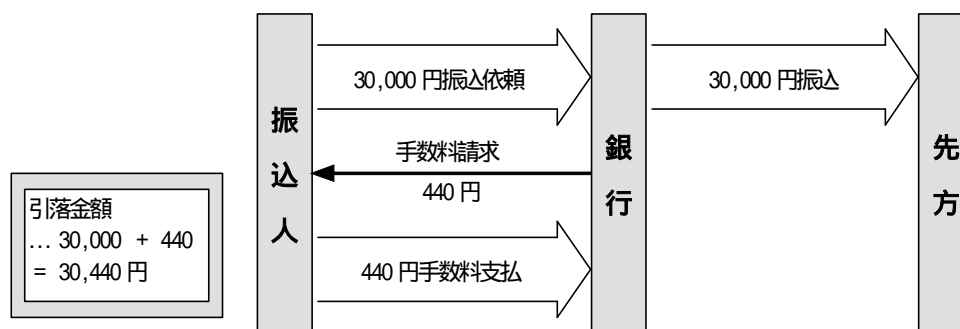 引落金額
… 30,000 + 440
= 30,440 円
振込人
30,000 円振込依頼
手数料請求
440 円
440 円手数料支払
銀行
30,000 円振込
先方